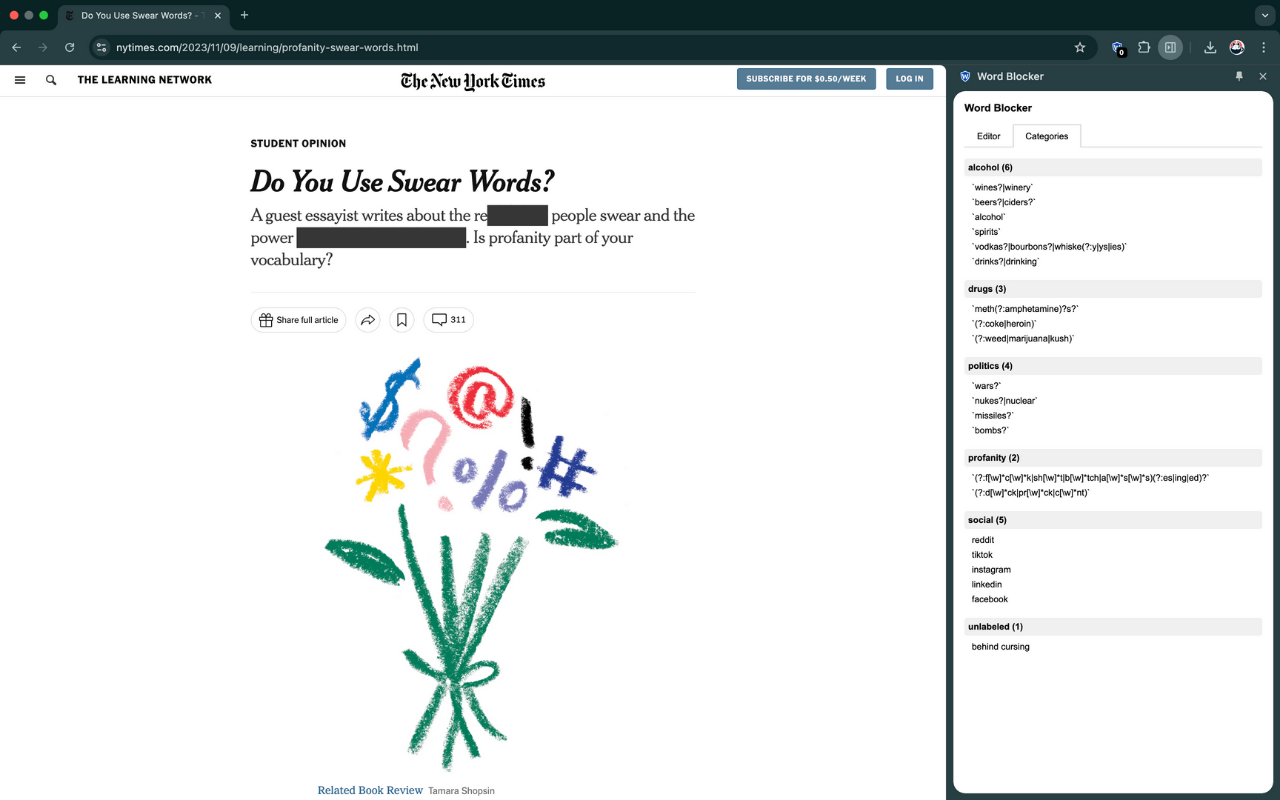 Do You Use Swear Words? - T
nytimes.com/2023/11/09/learning/profanity-swear-words.html
0
THE LEARNING NETWORK
The New York Times
SUBSCRIBE FOR $0.50/WEEK
LOG IN
STUDENT OPINION
Do You Use Swear Words?
A guest essayist writes about the re people swear and the
power . Is profanity part of your
vocabulary?
Share full article
311
$ @ ! ? * % #
Related Book Review Tamara Shopsin
Word Blocker
Word Blocker
Editor
Categories
alcohol (6)
`wines?|winery`
`beers?|ciders?`
`alcohol`
`spirits`
`vodkas?|bourbons?|whiske(?:y|ys|ies)`
`drinks?|drinking`
drugs (3)
`meth(?:amphetamine)?s?`
`(?:coke|heroin)`
`(?:weed|marijuana|kush)`
politics (4)
`wars?`
`nukes?|nuclear`
`missiles?`
`bombs?`
profanity (2)
`(?:f[\w]*c[\w]*k|sh[\w]*t|b[\w]*tch|a[\w]*s[\w]*s)(?:es|ing|ed)?`
`(?:d[\w]*ck|pr[\w]*ck|c[\w]*nt)`
social (5)
reddit
tiktok
instagram
linkedin
facebook
unlabeled (1)
behind cursing